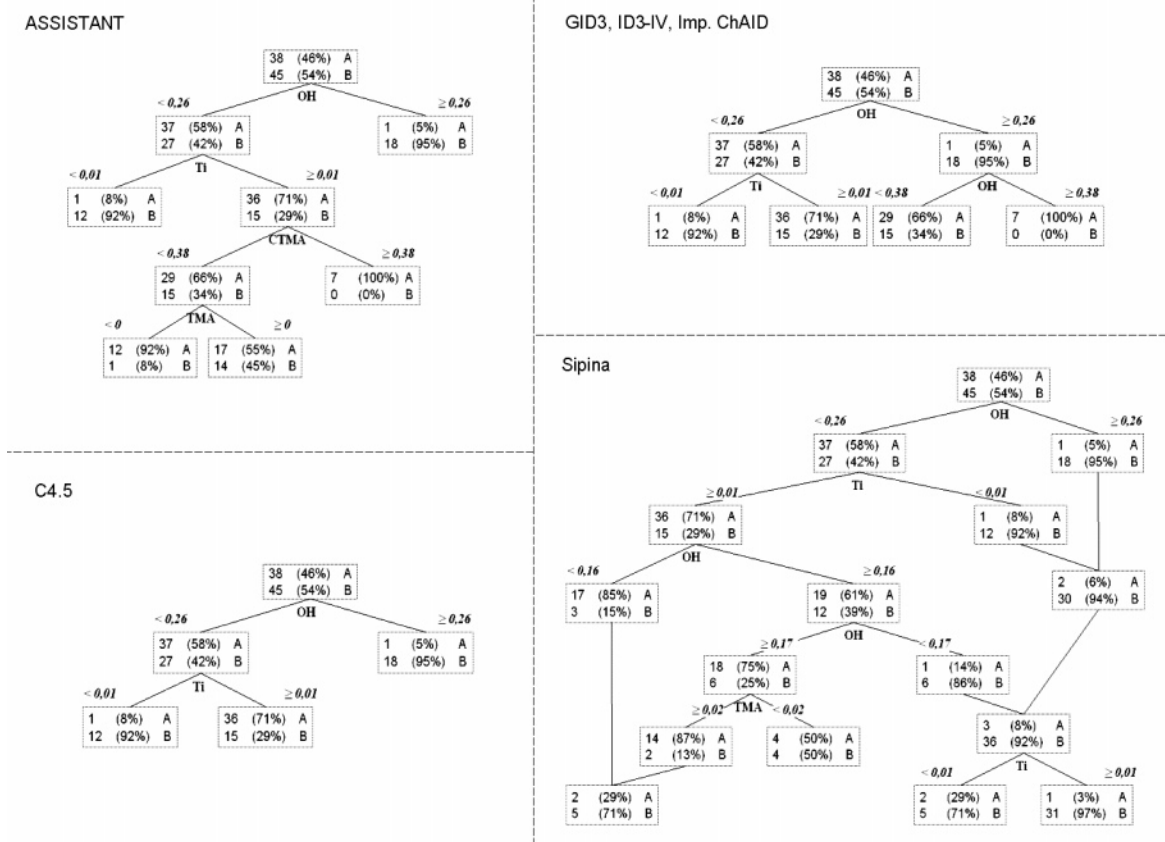 ASSISTANT
38 (46%) A
45 (54%) B
OH
< 0,26
≥ 0,26
37 (58%) A
27 (42%) B
1 (5%) A
18 (95%) B
Ti
< 0,01
≥ 0,01
1 (8%) A
12 (92%) B
36 (71%) A
15 (29%) B
CTMA
< 0,38
≥ 0,38
29 (66%) A
15 (34%) B
7 (100%) A
0 (0%) B
TMA
< 0
≥ 0
12 (92%) A
1 (8%) B
17 (55%) A
14 (45%) B
GID3, ID3-IV, Imp. ChAID
38 (46%) A
45 (54%) B
OH
< 0,26
≥ 0,26
37 (58%) A
27 (42%) B
1 (5%) A
18 (95%) B
Ti
OH
< 0,01
≥ 0,01
< 0,38
≥ 0,38
1 (8%) A
12 (92%) B
36 (71%) A
15 (29%) B
29 (66%) A
15 (34%) B
7 (100%) A
0 (0%) B
C4.5
38 (46%) A
45 (54%) B
OH
< 0,26
≥ 0,26
37 (58%) A
27 (42%) B
1 (5%) A
18 (95%) B
Ti
< 0,01
≥ 0,01
1 (8%) A
12 (92%) B
36 (71%) A
15 (29%) B
Sipina
38 (46%) A
45 (54%) B
OH
< 0,26
≥ 0,26
37 (58%) A
27 (42%) B
1 (5%) A
18 (95%) B
Ti
≥ 0,01
< 0,01
36 (71%) A
15 (29%) B
1 (8%) A
12 (92%) B
OH
< 0,16
≥ 0,16
17 (85%) A
3 (15%) B
19 (61%) A
12 (39%) B
2 (6%) A
30 (94%) B
OH
≥ 0,17
< 0,17
18 (75%) A
6 (25%) B
1 (14%) A
6 (86%) B
TMA
≥ 0,02
< 0,02
14 (87%) A
2 (13%) B
4 (50%) A
4 (50%) B
3 (8%) A
36 (92%) B
Ti
< 0,01
≥ 0,01
2 (29%) A
5 (71%) B
2 (29%) A
5 (71%) B
1 (3%) A
31 (97%) B